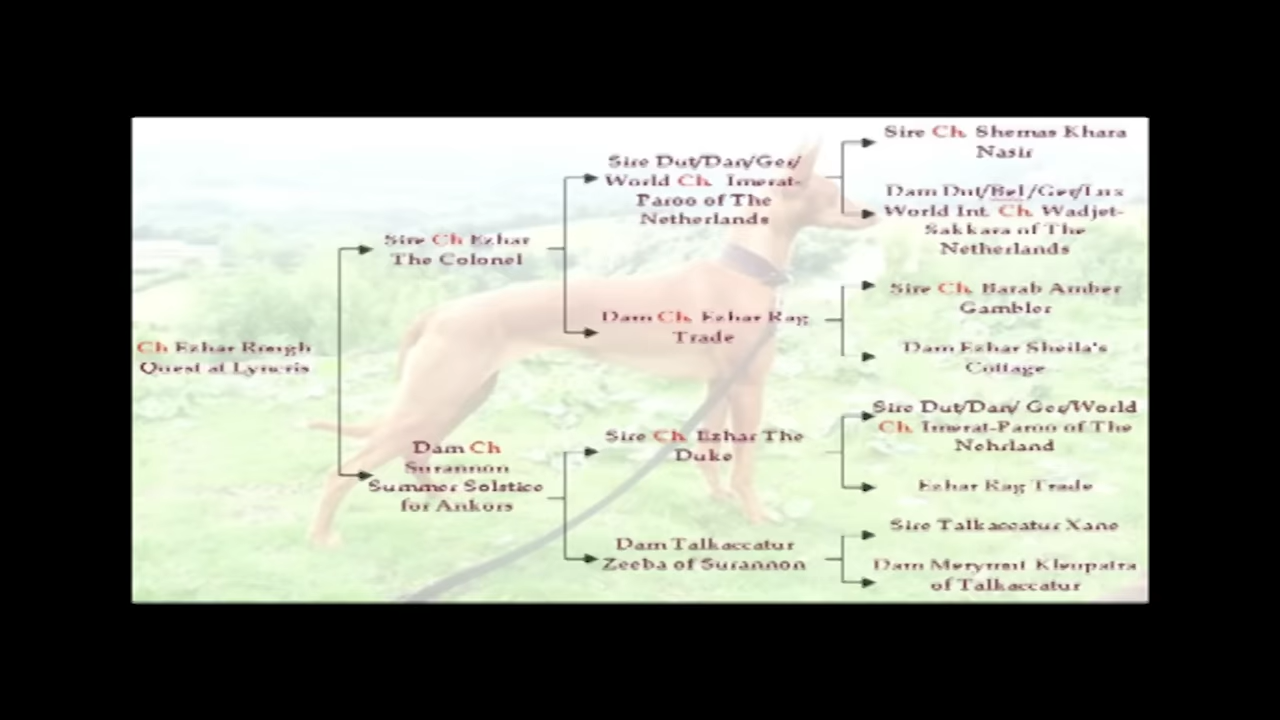 Ch Ezhar Rough
Quest at Lyncris
Sire Ch Ezhar
The Colonel
Dam Ch
Surannon
Summer Solstice
for Ankors
Sire Dut/Dan/Ger/
World Ch. Imerat-
Paroo of The
Netherlands
Dam Ch. Ezhar Rag
Trade
Sire Ch. Ezhar The
Duke
Dam Talkaccatur
Zeeba of Surannon
Sire Ch. Shemas Khara
Nasir
Dam Dut/Bel /Ger/Lux
World Int. Ch. Wadjet-
Sakkara of The
Netherlands
Sire Ch. Barab Amber
Gambler
Dam Ezhar Sheila's
Cottage
Sire Dut/Dan/ Ger/World
Ch. Imerat-Paroo of The
Nehrland
Ezhar Rag Trade
Sire Talkaccatur Xane
Dam Merymut Kleopatra
of Talkaccatur